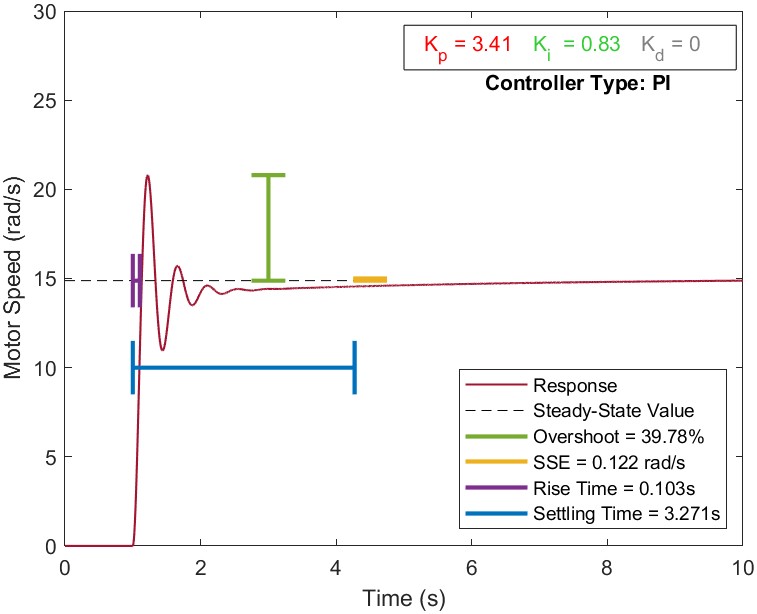 30
25
20
15
10
5
0
Motor Speed (rad/s)
K_p = 3.41 K_i = 0.83 K_d = 0
Controller Type: PI
Response
Steady-State Value
Overshoot = 39.78%
SSE = 0.122 rad/s
Rise Time = 0.103s
Settling Time = 3.271s
0 2 4 6 8 10
Time (s)